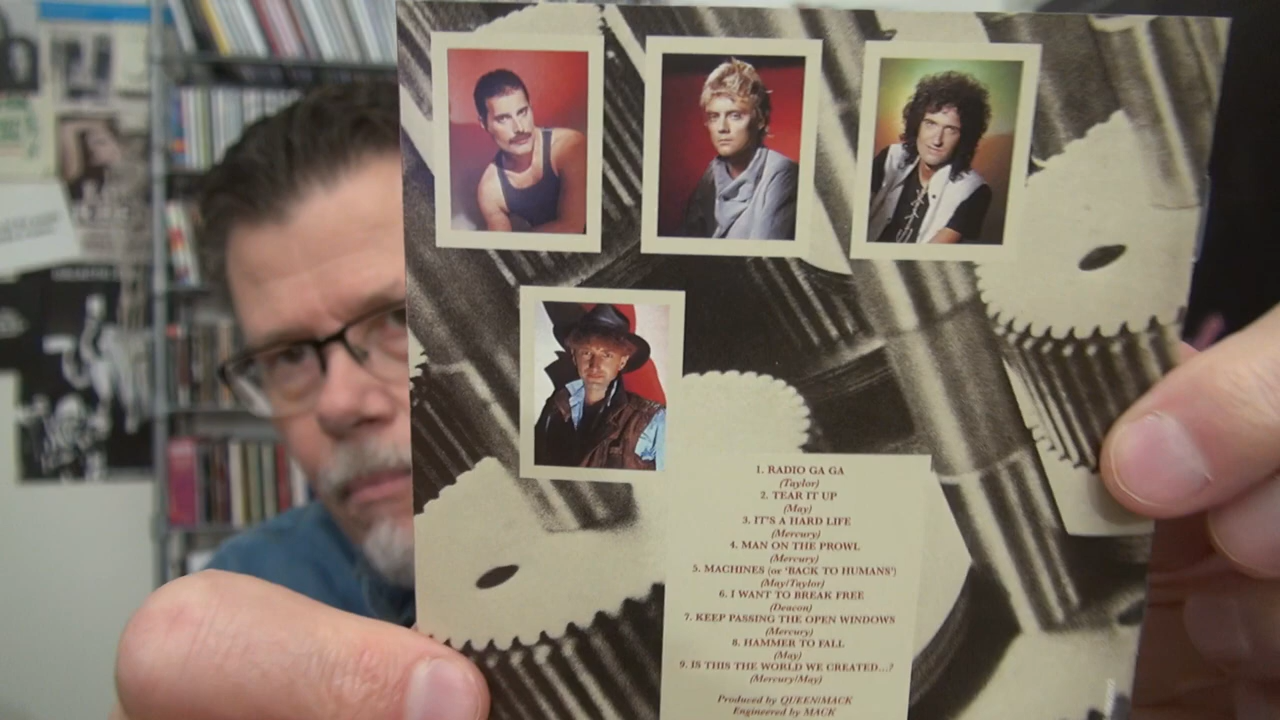 1. RADIO GA GA
(Taylor)
2. TEAR IT UP
(May)
3. IT'S A HARD LIFE
(Mercury)
4. MAN ON THE PROWL
(Mercury)
5. MACHINES (or 'BACK TO HUMANS')
(May/Taylor)
6. I WANT TO BREAK FREE
(Deacon)
7. KEEP PASSING THE OPEN WINDOWS
(Mercury)
8. HAMMER TO FALL
(May)
9. IS THIS THE WORLD WE CREATED...?
(Mercury/May)
Produced by QUEEN/MACK
Engineered by MACK